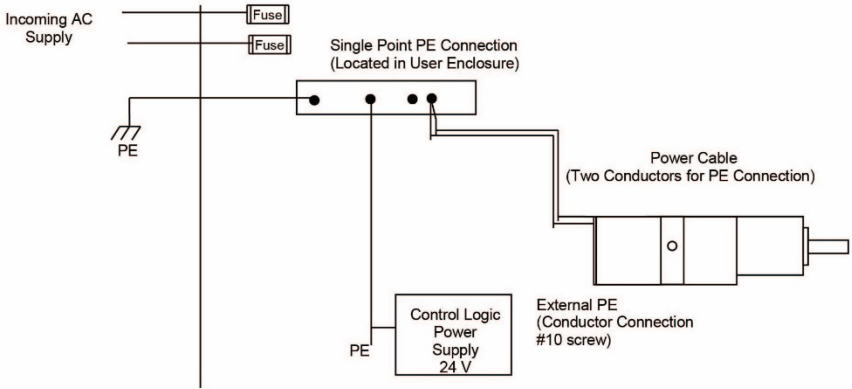 Incoming AC
Supply
Fuse
Fuse
Single Point PE Connection
(Located in User Enclosure)
PE
Power Cable
(Two Conductors for PE Connection)
External PE
(Conductor Connection
#10 screw)
PE
Control Logic
Power
Supply
24 V